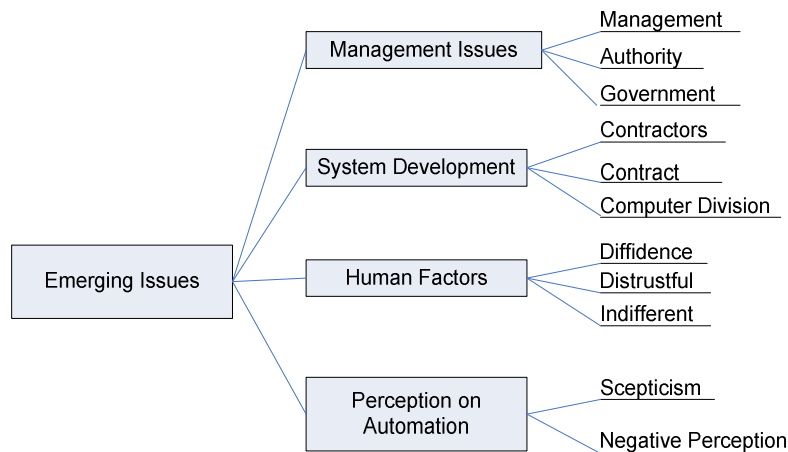 Emerging Issues
Management Issues
Management
Authority
Government
System Development
Contractors
Contract
Computer Division
Human Factors
Diffidence
Distrustful
Indifferent
Perception on
Automation
Scepticism
Negative Perception